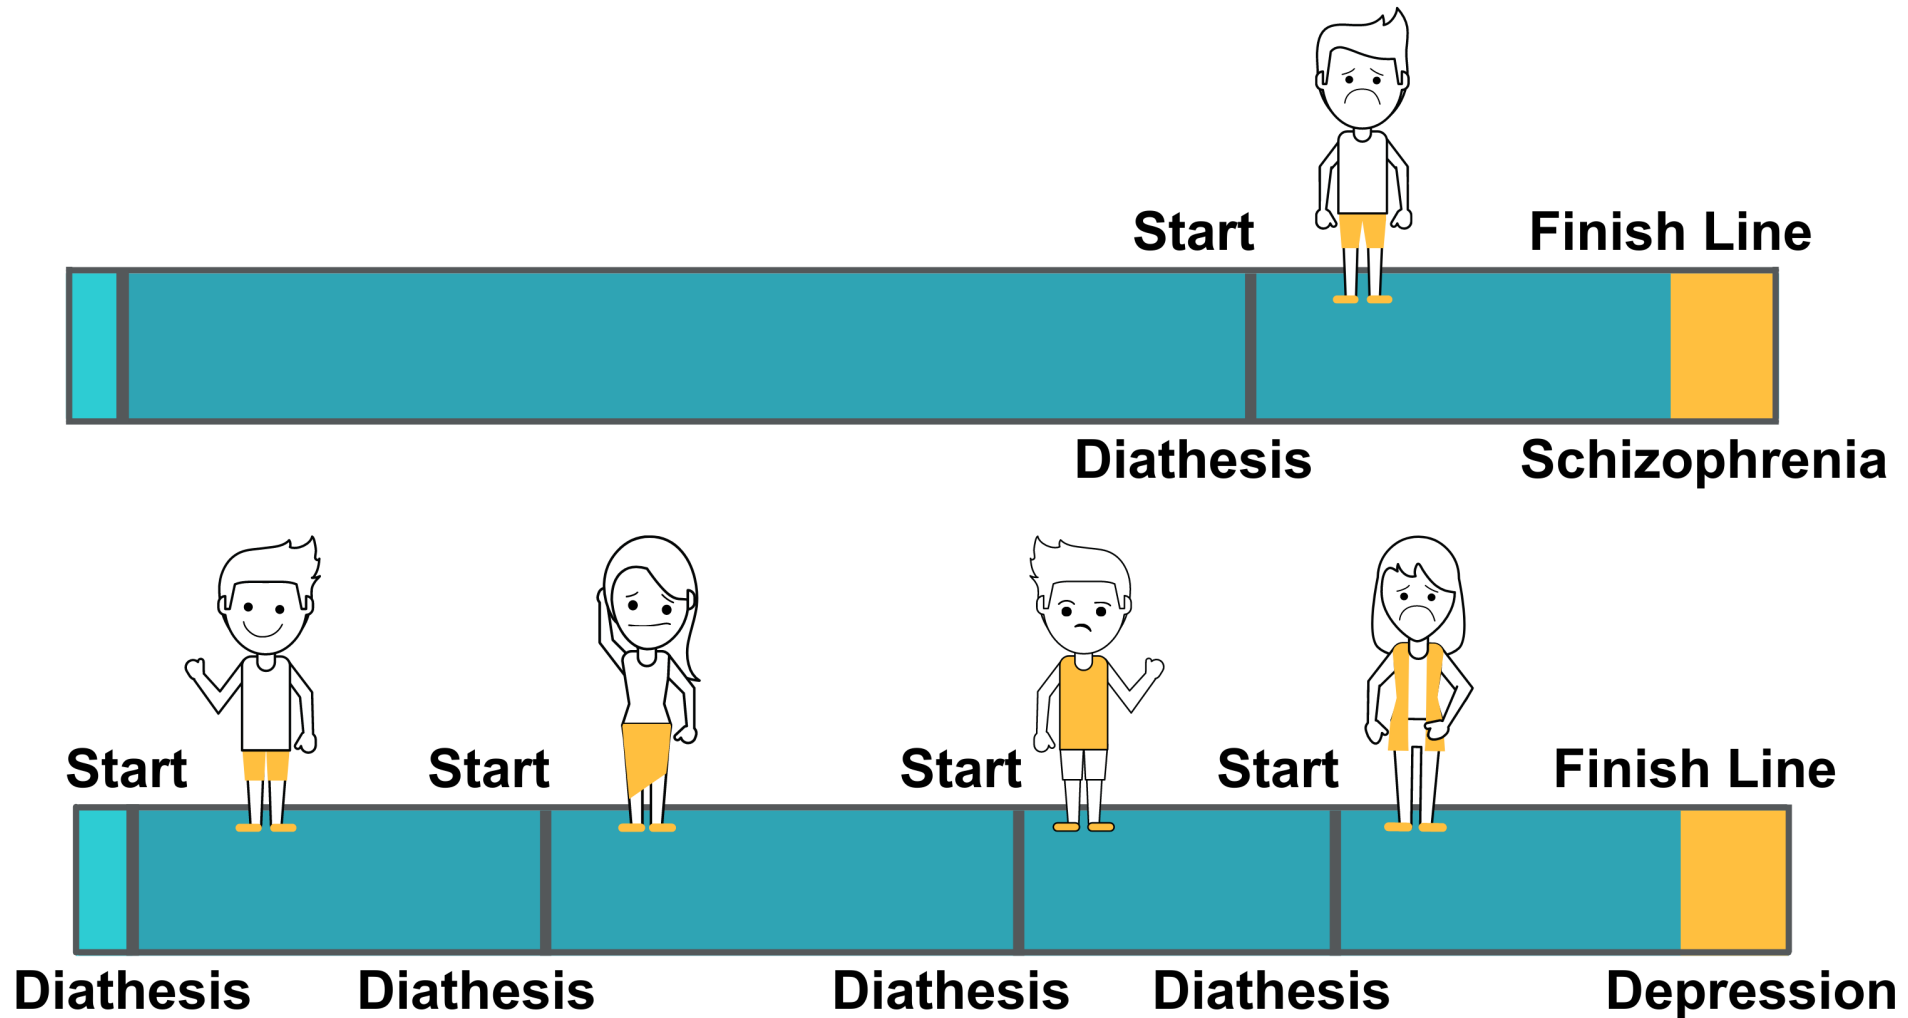 Start Finish Line
Diathesis Schizophrenia
Start Start Start Start Finish Line
Diathesis Diathesis Diathesis Diathesis Depression